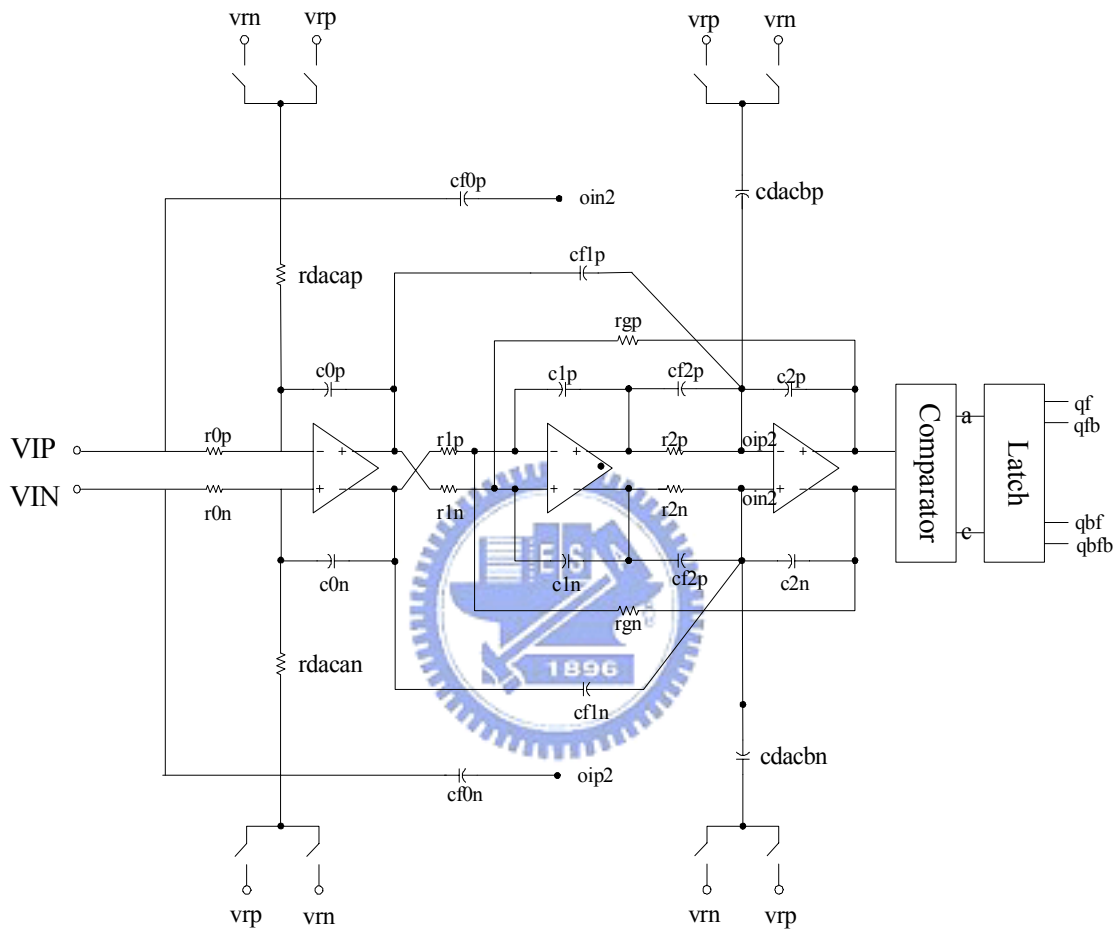 vrn vrp vrp vrn
cf0p oin2 cdacbp
cf1p
rdacap
rgp
c0p c1p cf2p c2p
VIP r0p - + r1p - + r2p oip2 - + Comparator a Latch qf
qfb
VIN r0n + - r1n + - r2n oin2 + - c qbf
qbfb
c0n c1n cf2p c2n
ES
rgn
rdacan 1896
cf1n
cdacbn
cf0n oip2
vrp vrn vrn vrp